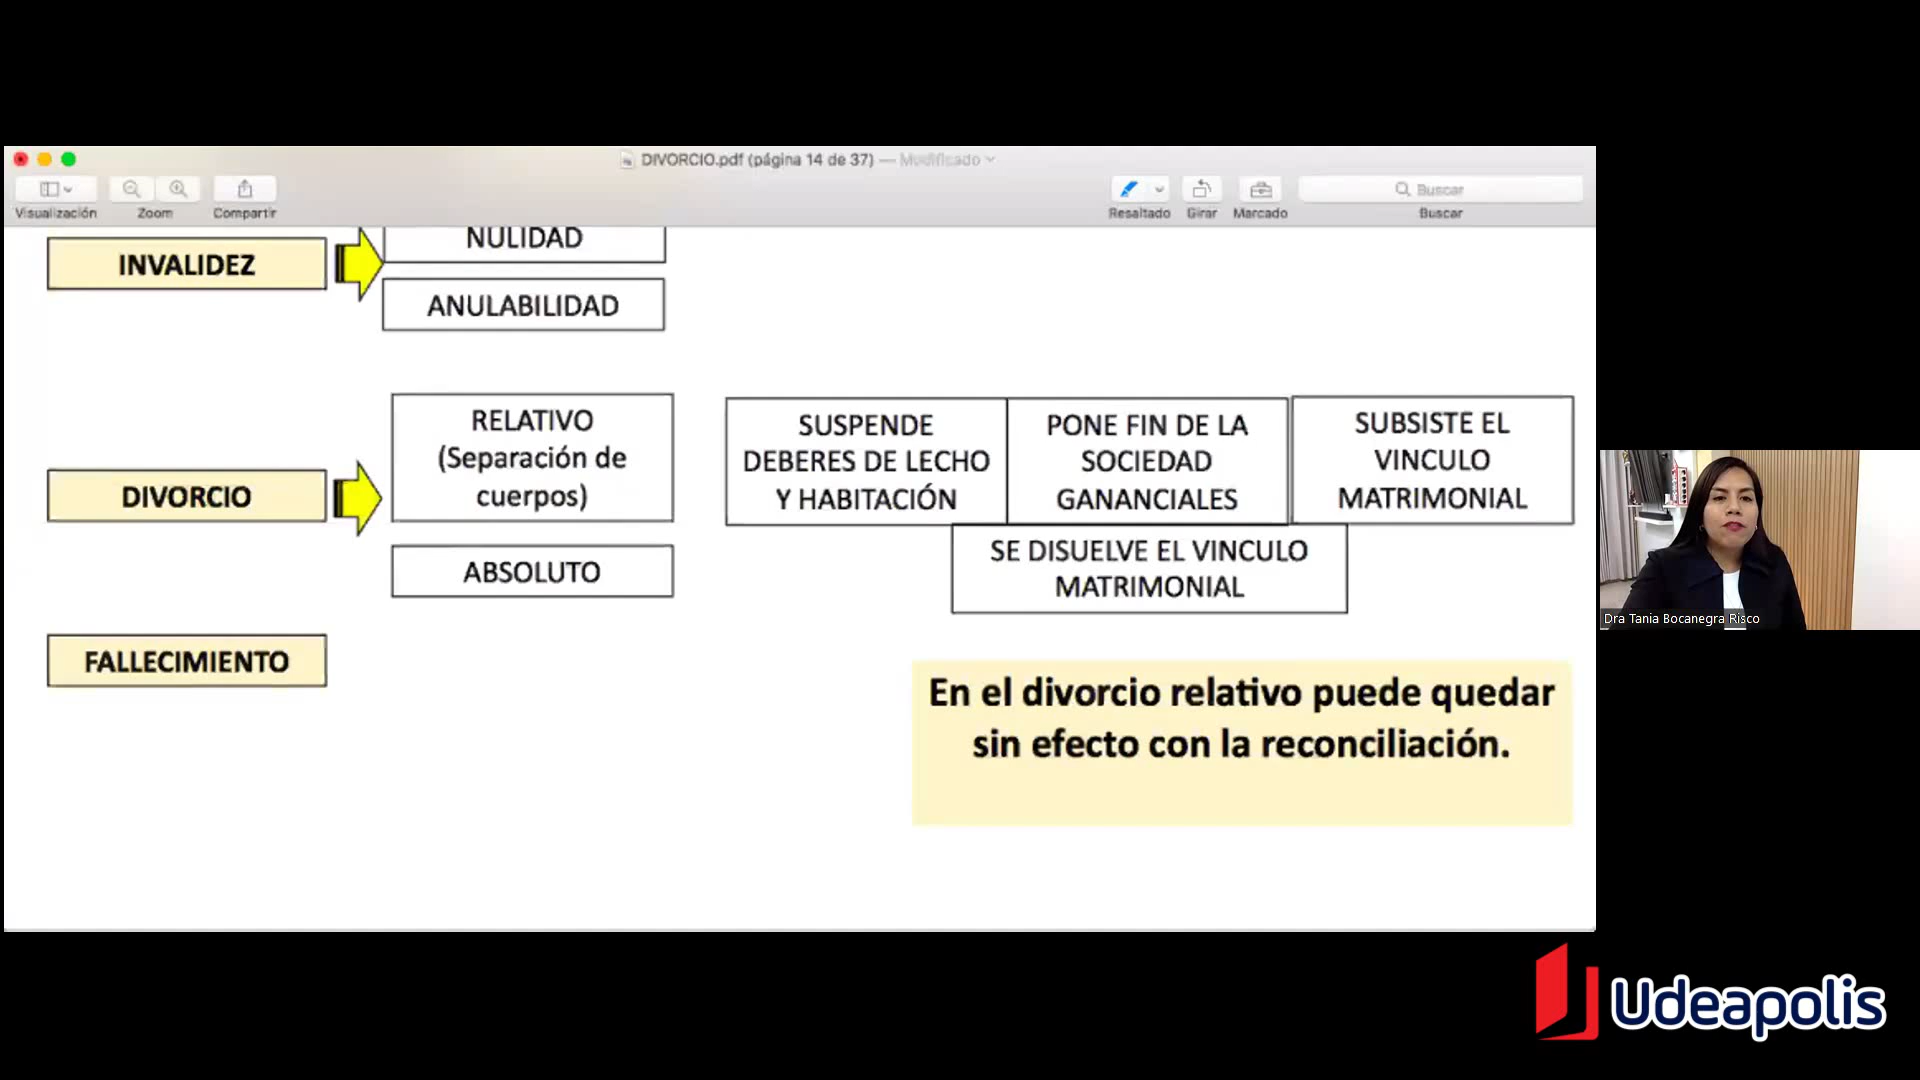 DIVORCIO.pdf (página 14 de 37) — Modificado
Visualización
Zoom
Compartir
Resaltado
Girar
Marcado
Buscar
Buscar
NULIDAD
INVALIDEZ
ANULABILIDAD
DIVORCIO
RELATIVO
(Separación de
cuerpos)
ABSOLUTO
SUSPENDE
DEBERES DE LECHO
Y HABITACIÓN
PONE FIN DE LA
SOCIEDAD
GANANCIALES
SUBSISTE EL
VINCULO
MATRIMONIAL
SE DISUELVE EL VINCULO
MATRIMONIAL
FALLECIMIENTO
En el divorcio relativo puede quedar
sin efecto con la reconciliación.
Dra Tania Bocanegra Risco
Udeapolis